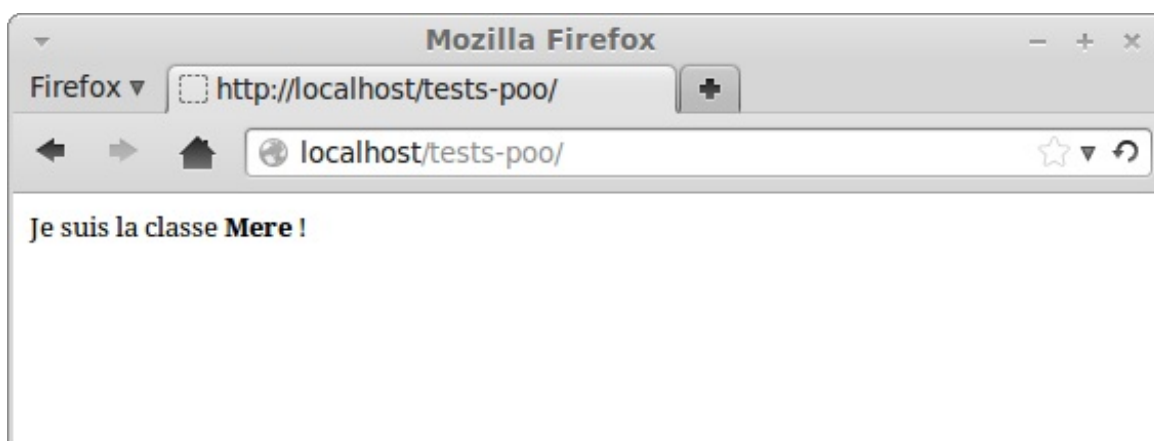 Mozilla Firefox
Firefox
http://localhost/tests-poo/
localhost/tests-poo/
Je suis la classe Mere !